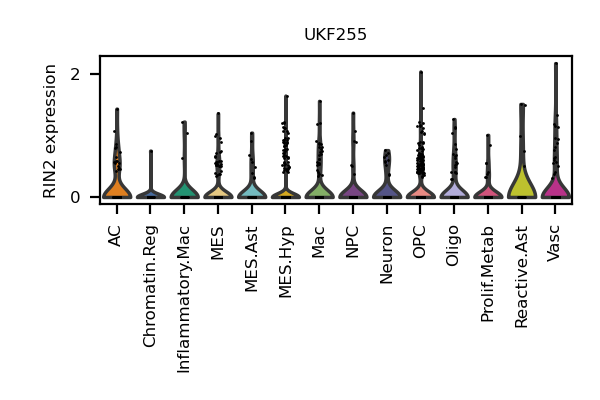 UKF255
RIN2 expression
2
0
AC
Chromatin.Reg
Inflammatory.Mac
MES
MES.Ast
MES.Hyp
Mac
NPC
Neuron
OPC
Oligo
Prolif.Metab
Reactive.Ast
Vasc